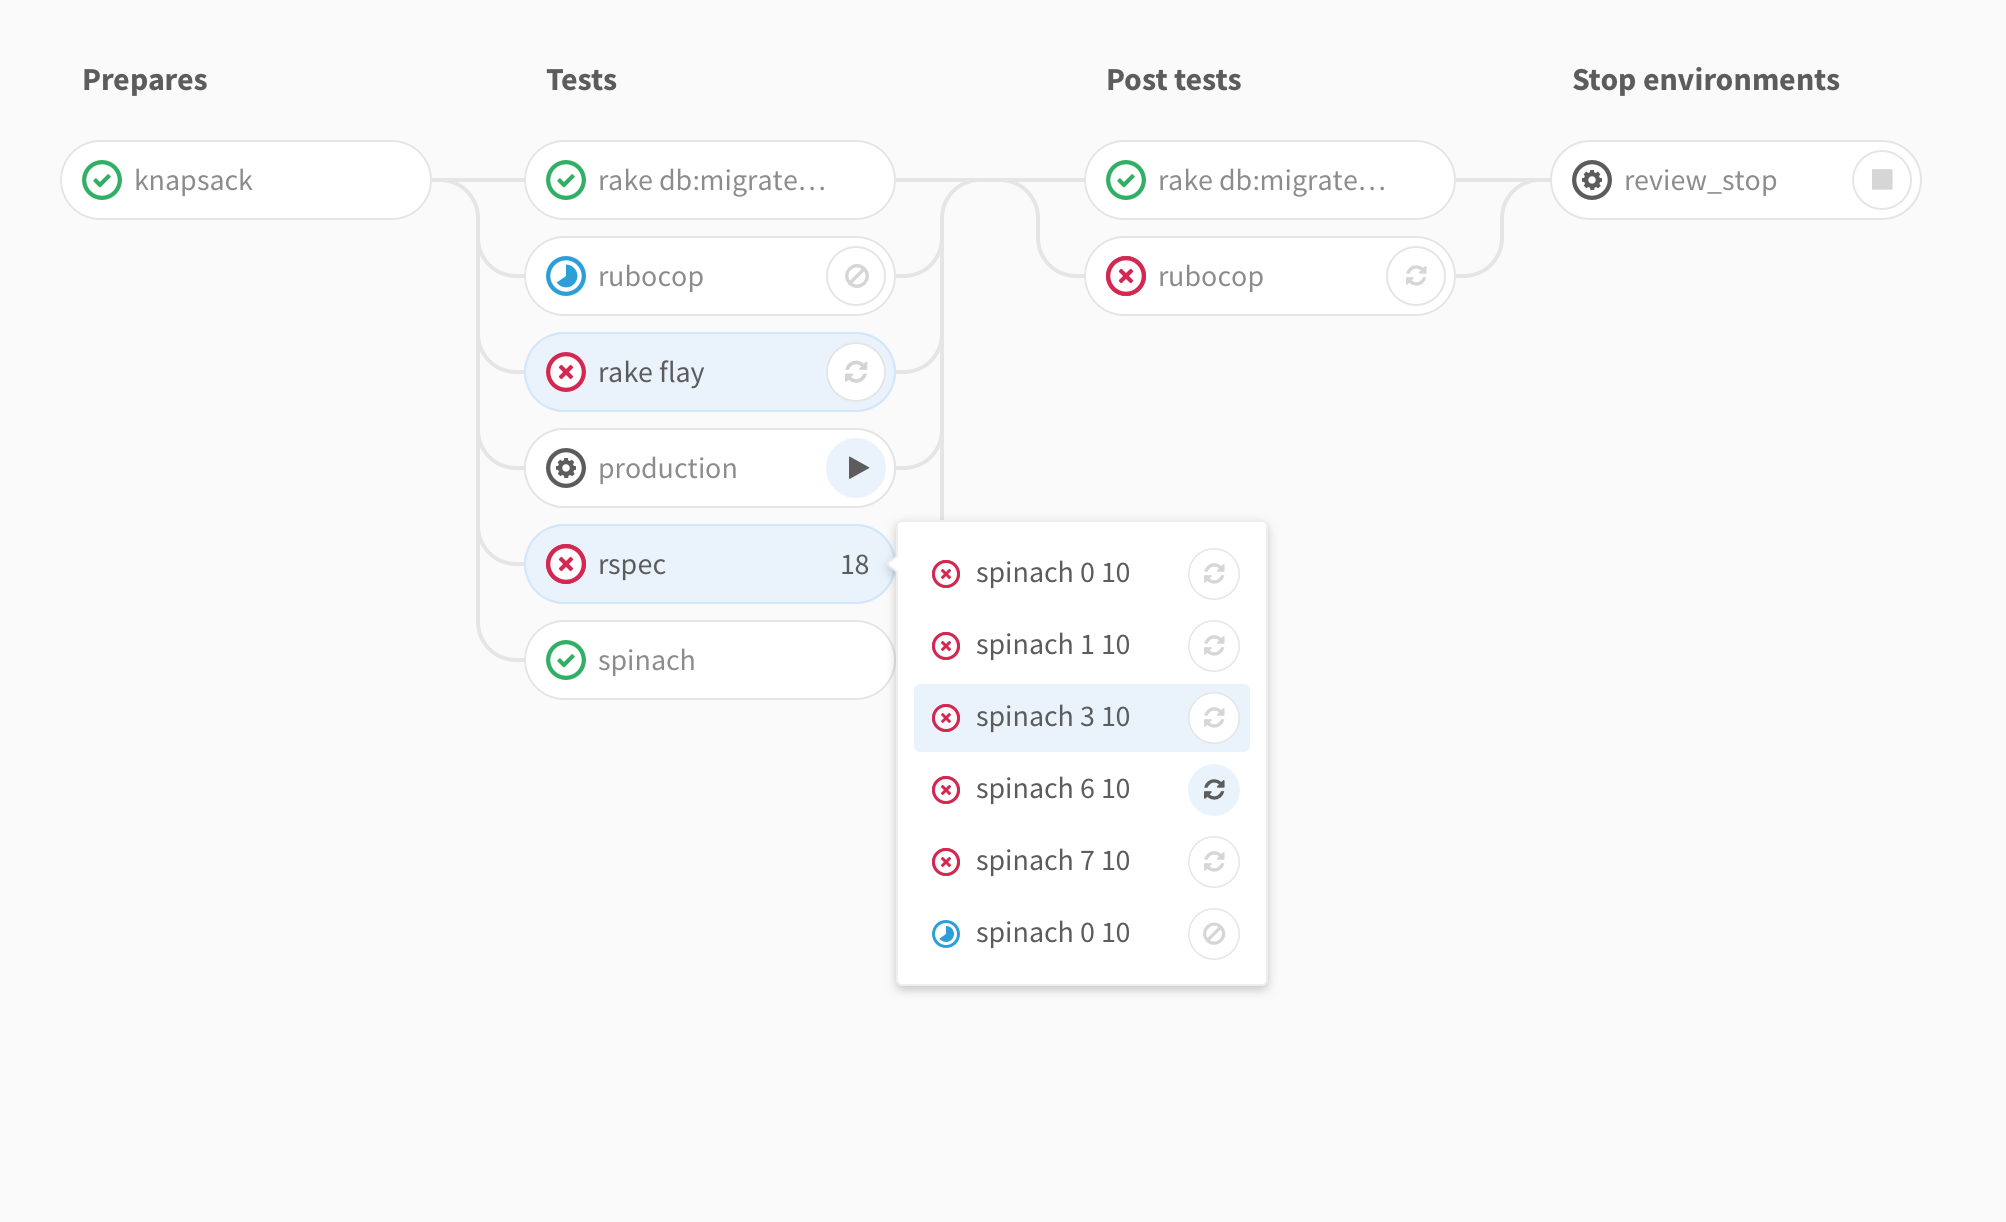 Prepares
knapsack
Tests
rake db:migrate...
rubocop
rake flay
production
rspec 18
spinach
spinach 0 10
spinach 1 10
spinach 3 10
spinach 6 10
spinach 7 10
spinach 0 10
Post tests
rake db:migrate...
rubocop
Stop environments
review_stop